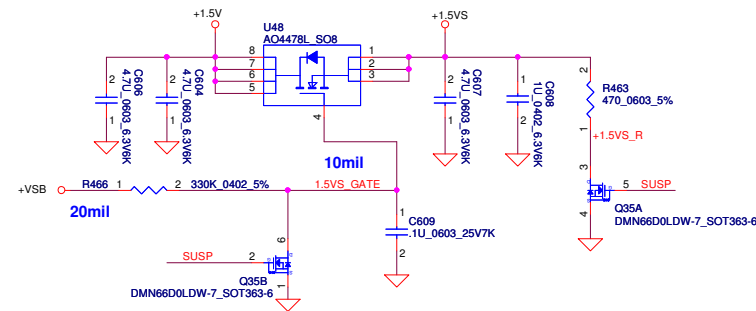 +1.5V
U48
AO4478L_SO8
+1.5VS
8
7
6
5
1
2
3
4
2
1
C606
4.7U_0603_6.3V6K
2
1
C604
4.7U_0603_6.3V6K
2
1
C607
4.7U_0603_6.3V6K
1
2
C608
1U_0402_6.3V6K
2
R463
470_0603_5%
1
+1.5VS_R
10mil
+VSB
R466
1
2
330K_0402_5%
1.5VS_GATE
20mil
3
5
SUSP
4
Q35A
DMN66D0LDW-7_SOT363-6
1
C609
.1U_0603_25V7K
2
SUSP
2
6
1
Q35B
DMN66D0LDW-7_SOT363-6